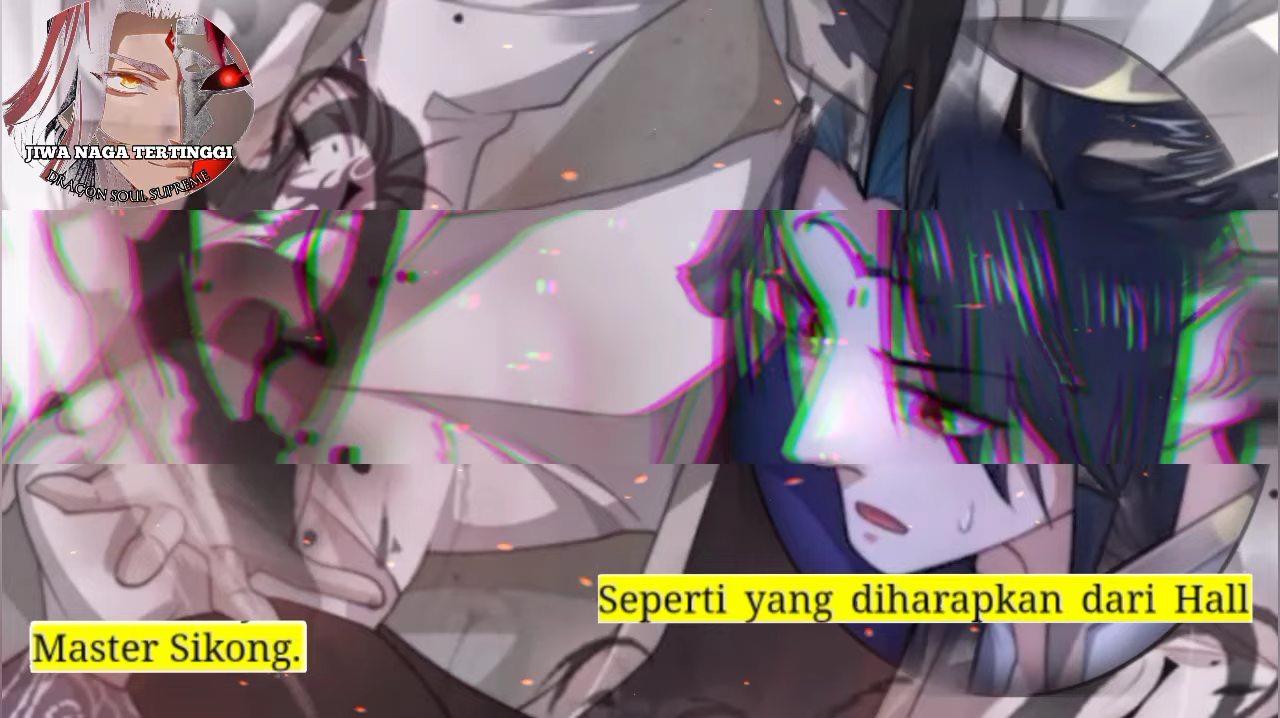 JIWA NAGA TERTINGGI
DRAGON SOUL SUPREME
Seperti yang diharapkan dari Hall
Master Sikong.